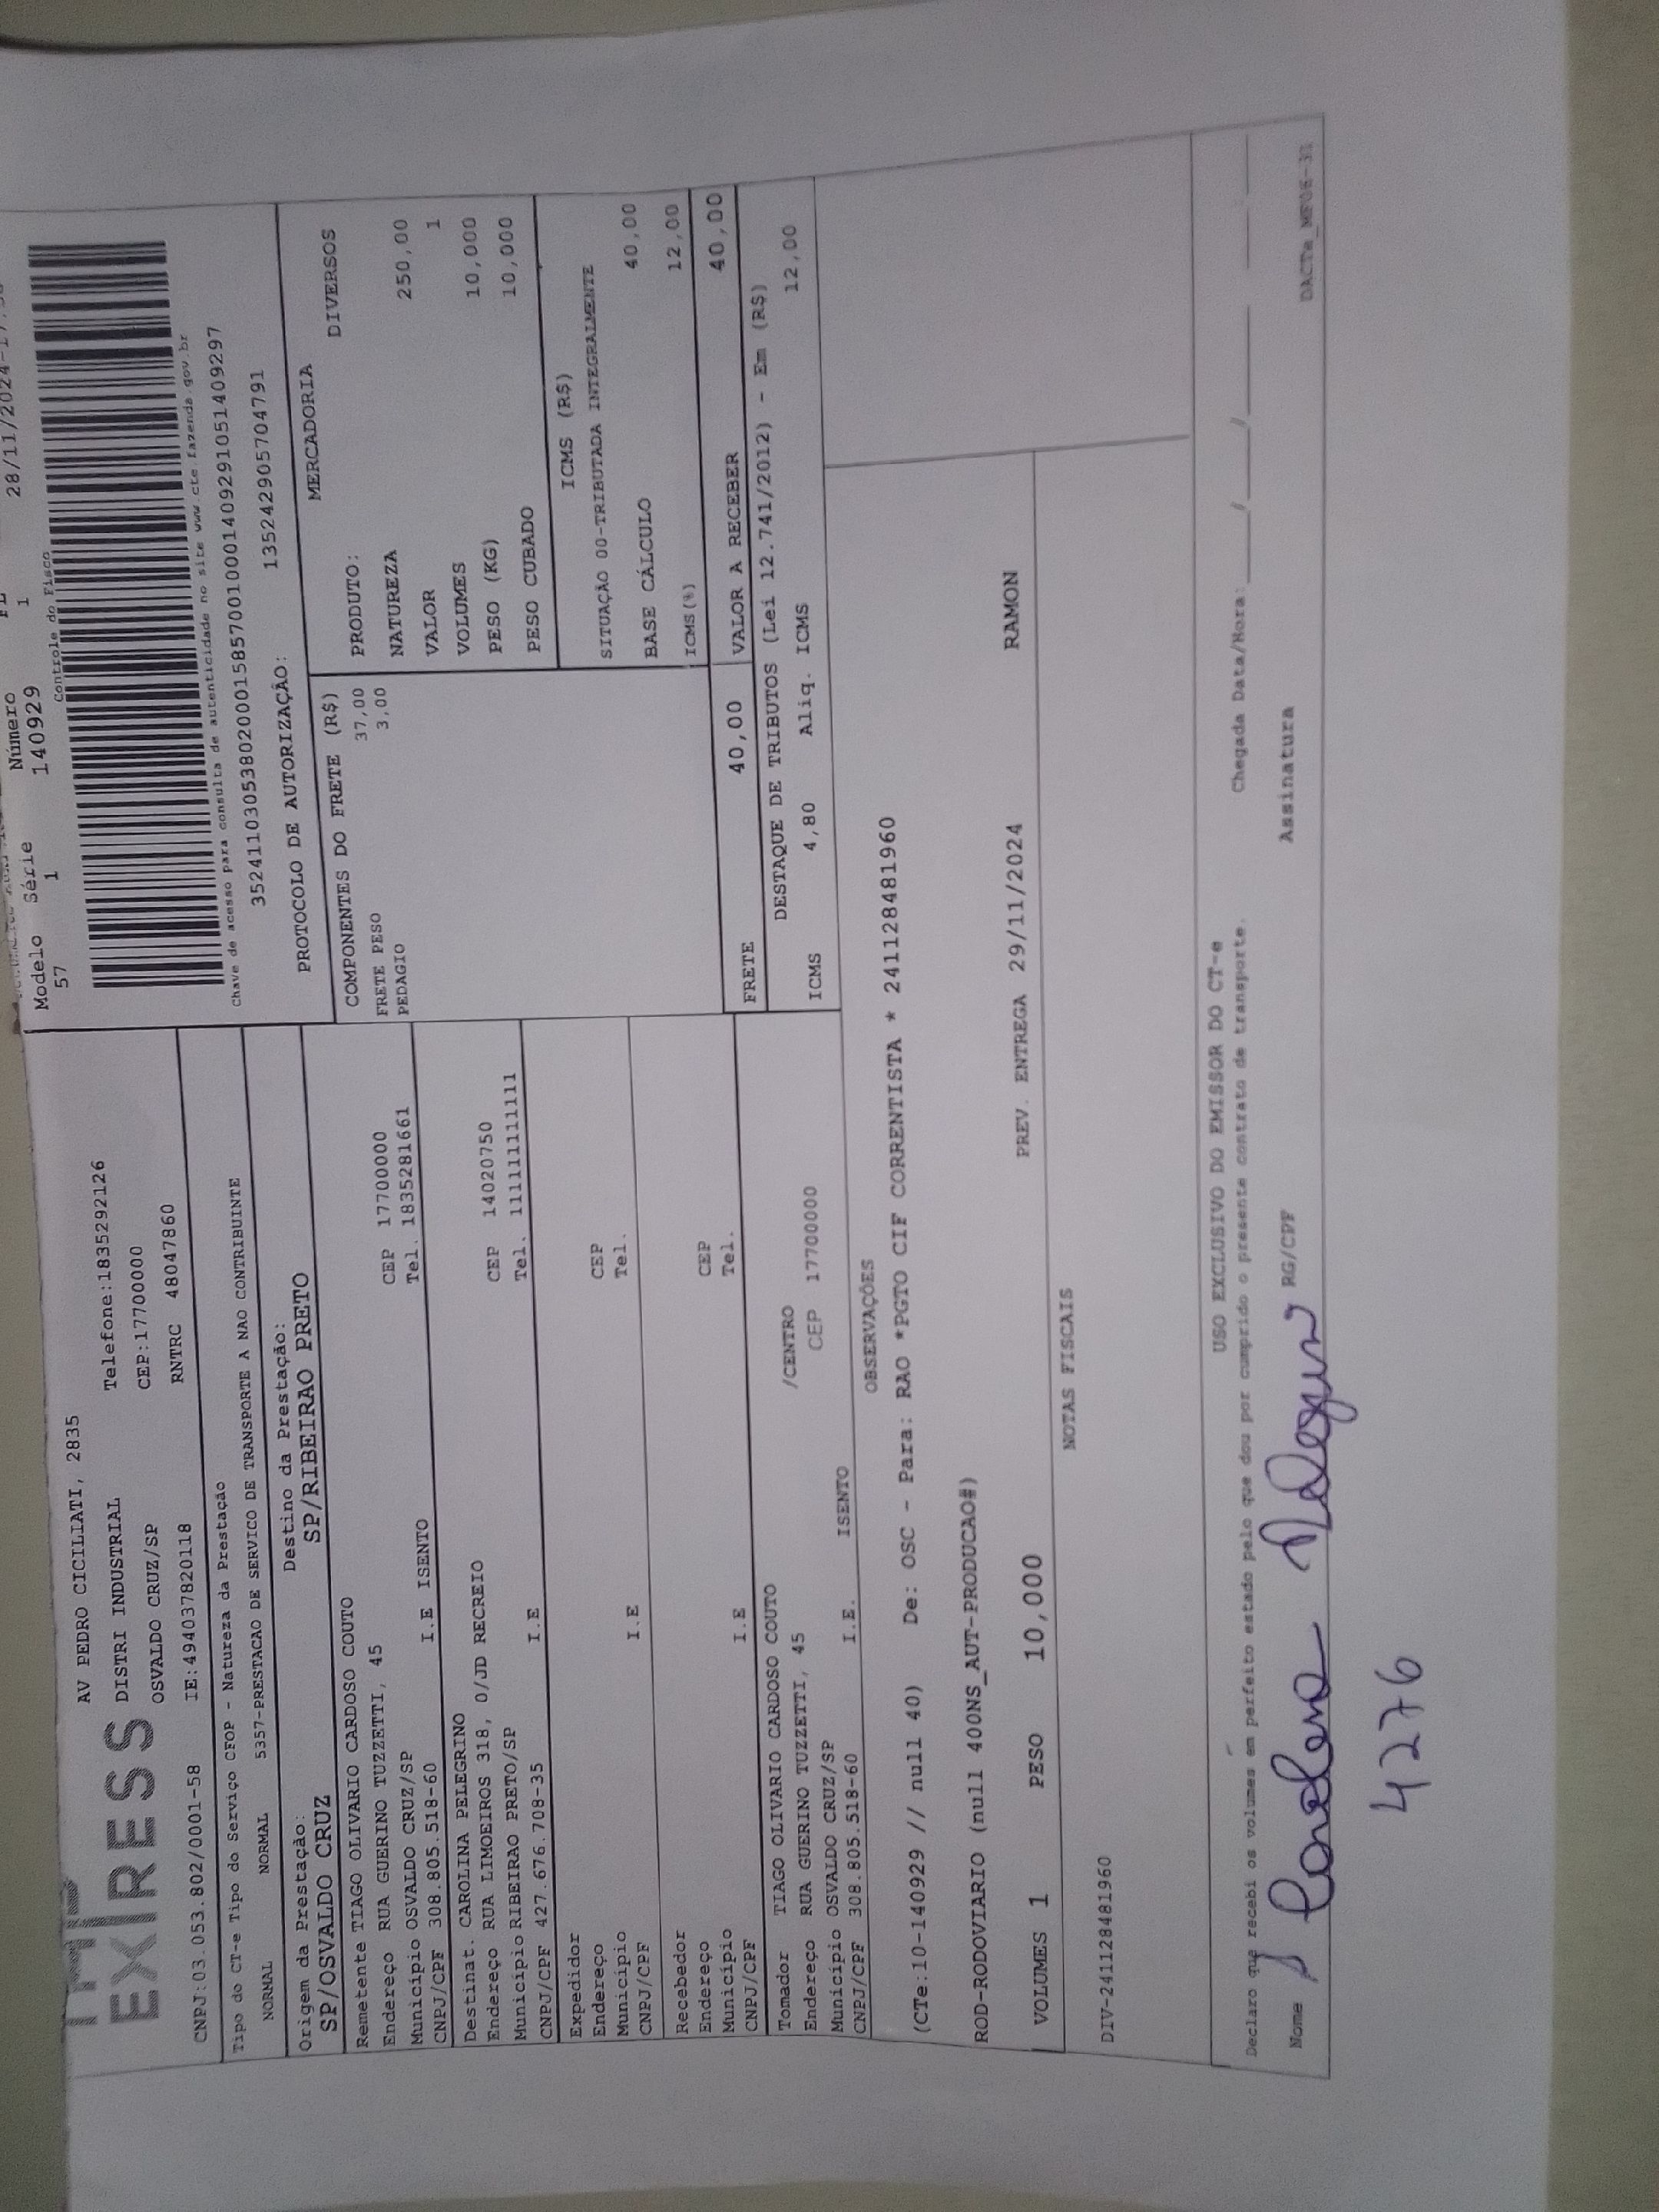 EXPRESS
AV PEDRO CICILIATI, 2835
DISTRI INDUSTRIAL Telefone:1835292126
OSVALDO CRUZ/SP CEP:17700000
CNPJ:03.053.802/0001-58 IE:494037820118 RNTRC 48047860
Tipo do CT-e Tipo do Serviço CFOP - Natureza da Prestação
NORMAL NORMAL 5357-PRESTACAO DE SERVICO DE TRANSPORTE A NAO CONTRIBUINTE
Origem da Prestação: Destino da Prestação:
SP/OSVALDO CRUZ SP/RIBEIRAO PRETO
Remetente TIAGO OLIVARIO CARDOSO COUTO
Endereço RUA GUERINO TUZZETTI, 45 CEP 17700000
Município OSVALDO CRUZ/SP Tel. 1835281661
CNPJ/CPF 308.805.518-60 I.E ISENTO
Destinat. CAROLINA PELEGRINO
Endereço RUA LIMOEIROS 318, 0/JD RECREIO CEP 14020750
Município RIBEIRAO PRETO/SP Tel. 11111111111
CNPJ/CPF 427.676.708-35 I.E
Expedidor
Endereço CEP
Município Tel.
CNPJ/CPF I.E
Recebedor
Endereço CEP
Município Tel.
CNPJ/CPF I.E
Tomador TIAGO OLIVARIO CARDOSO COUTO
Endereço RUA GUERINO TUZZETTI, 45 /CENTRO
Município OSVALDO CRUZ/SP CEP 17700000
CNPJ/CPF 308.805.518-60 I.E. ISENTO
28/11/2024
Modelo Série Número FL
57 1 140929 1
Controle do Fisco
Chave de acesso para consulta de autenticidade no site www.cte.fazenda.gov.br
35241103053802000158570010001409291051409297
PROTOCOLO DE AUTORIZAÇÃO: 135242905704791
COMPONENTES DO FRETE (R$)
FRETE PESO 37,00
PEDAGIO 3,00
MERCADORIA
PRODUTO: DIVERSOS
NATUREZA
VALOR 250,00
VOLUMES 1
PESO (KG) 10,000
PESO CUBADO 10,000
ICMS (R$)
SITUAÇÃO 00-TRIBUTADA INTEGRALMENTE
BASE CÁLCULO 40,00
ICMS(%) 12,00
FRETE 40,00 VALOR A RECEBER 40,00
DESTAQUE DE TRIBUTOS (Lei 12.741/2012) - Em (R$)
ICMS 4,80 Aliq. ICMS 12,00
OBSERVAÇÕES
(CTe:10-140929 // null 40) De: OSC - Para: RAO *PGTO CIF CORRENTISTA * 241128481960
ROD-RODOVIARIO (null 400NS_AUT-PRODUCAO#)
VOLUMES 1 PESO 10,000 PREV. ENTREGA 29/11/2024 RAMON
NOTAS FISCAIS
DIV-241128481960
USO EXCLUSIVO DO EMISSOR DO CT-e
Declaro que recebi os volumes em perfeito estado pelo que dou por cumprido o presente contrato de transporte. Chegada Data/Hora: ____/____/____
Nome RG/CPF Assinatura
4276